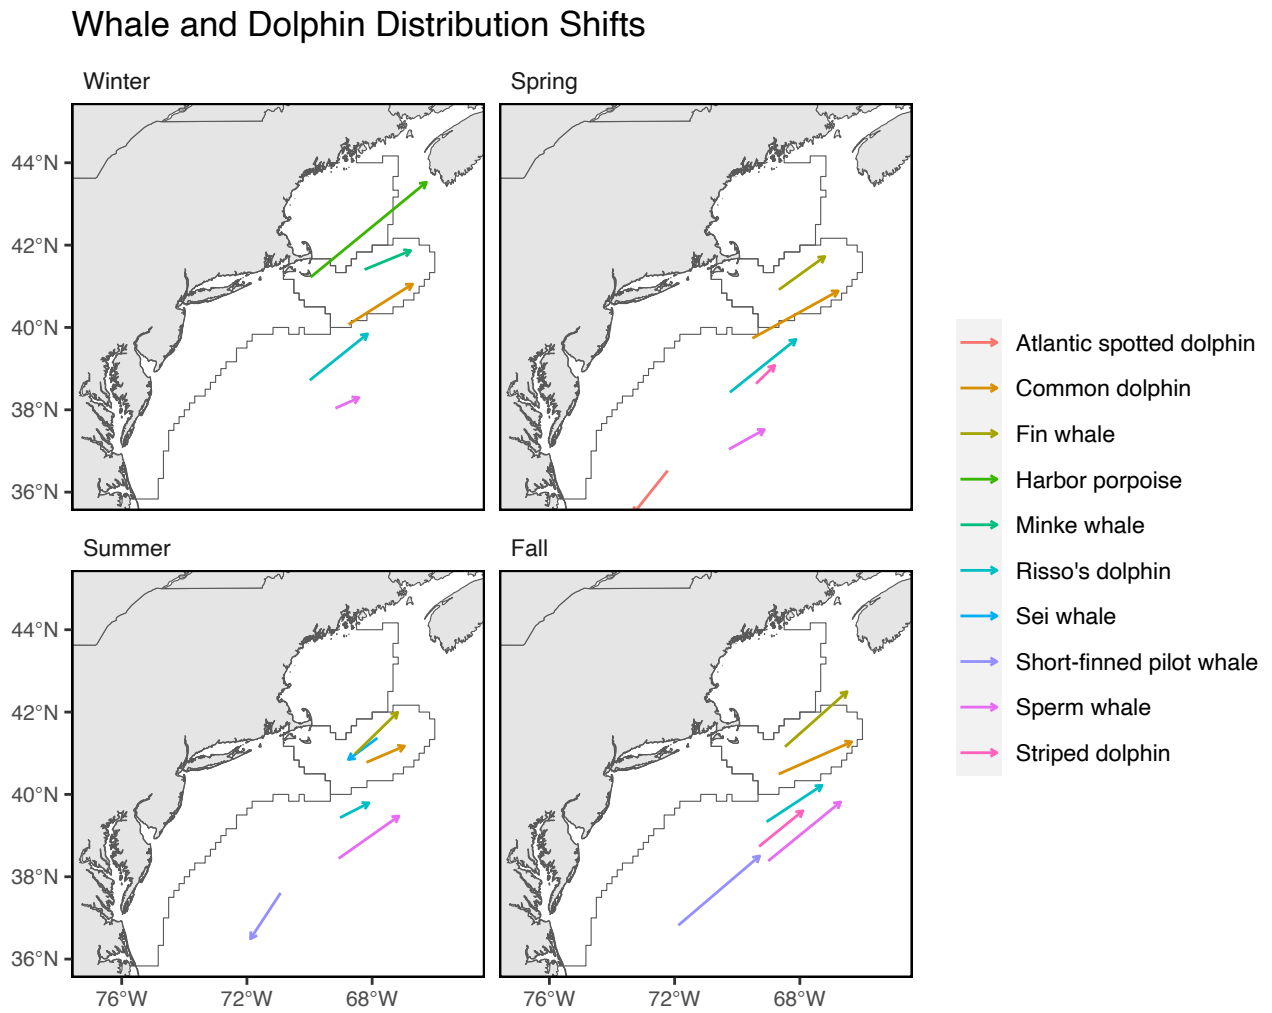 Whale and Dolphin Distribution Shifts
Winter
Spring
44°N
42°N
40°N
38°N
36°N
Summer
Fall
44°N
42°N
40°N
38°N
36°N
76°W
72°W
68°W
76°W
72°W
68°W
Atlantic spotted dolphin
Common dolphin
Fin whale
Harbor porpoise
Minke whale
Risso's dolphin
Sei whale
Short-finned pilot whale
Sperm whale
Striped dolphin